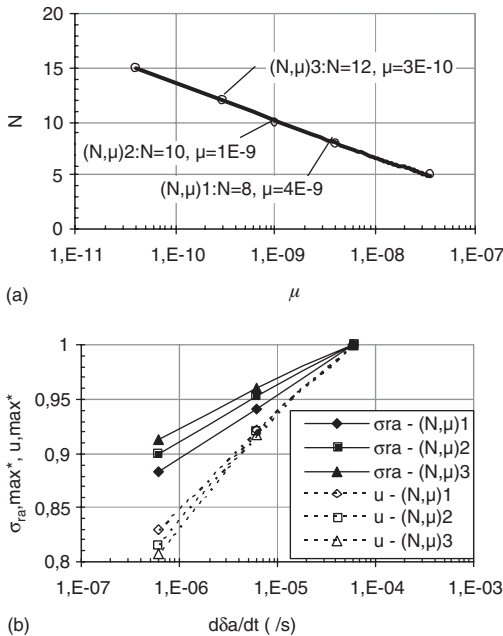 20
15
10
5
0
N
(N,μ)3:N=12, μ=3E-10
(N,μ)2:N=10, μ=1E-9
(N,μ)1:N=8, μ=4E-9
1,E-11 1,E-10 1,E-09 1,E-08 1,E-07
(a)
μ
1
0,95
0,9
0,85
0,8
σra,max*, u,max*
σra - (N,μ)1
σra - (N,μ)2
σra - (N,μ)3
u - (N,μ)1
u - (N,μ)2
u - (N,μ)3
1,E-07 1,E-06 1,E-05 1,E-04 1,E-03
(b)
dδa/dt ( /s)